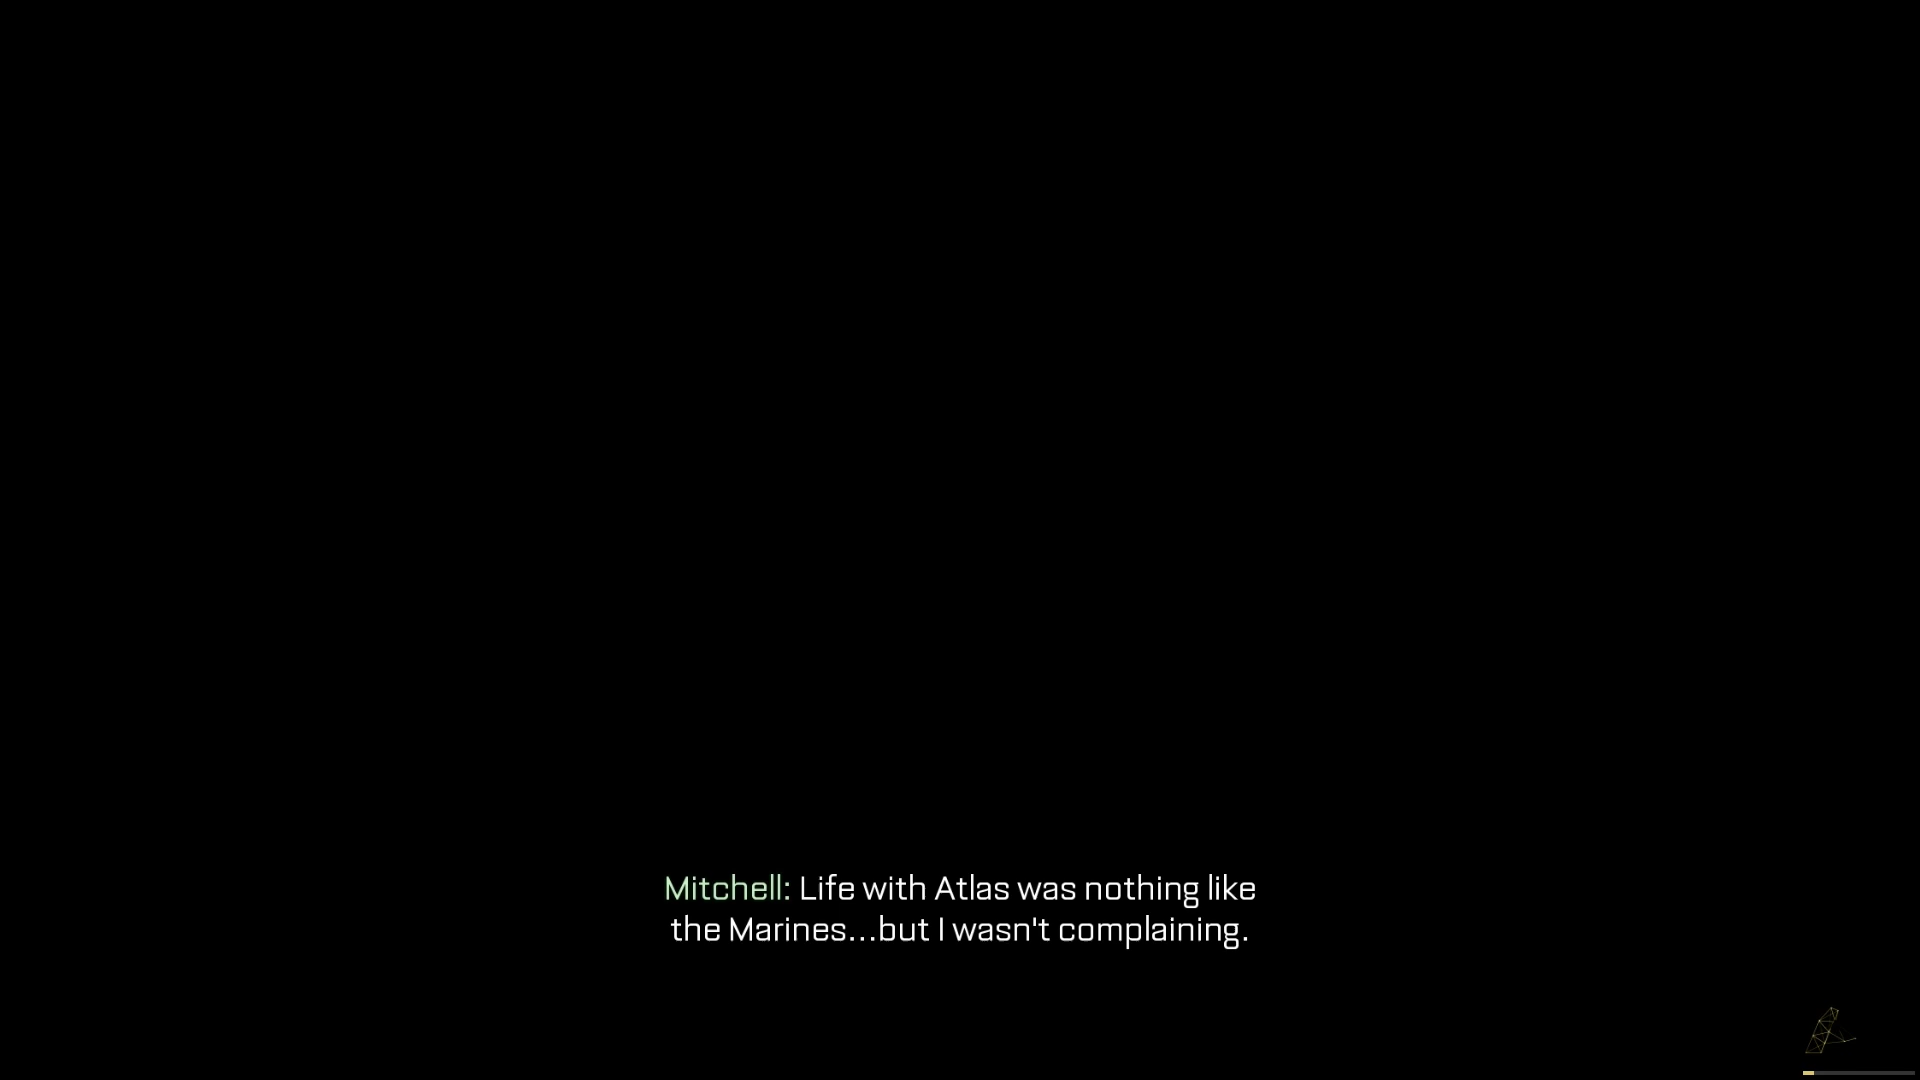 Mitchell: Life with Atlas was nothing like
the Marines...but I wasn't complaining.